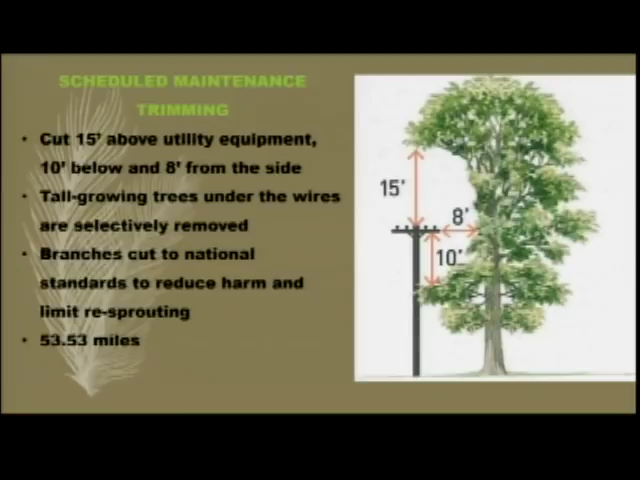 SCHEDULED MAINTENANCE
TRIMMING
• Cut 15' above utility equipment,
10' below and 8' from the side
• Tall-growing trees under the wires
are selectively removed
• Branches cut to national
standards to reduce harm and
limit re-sprouting
• 53.53 miles
15'
8'
10'